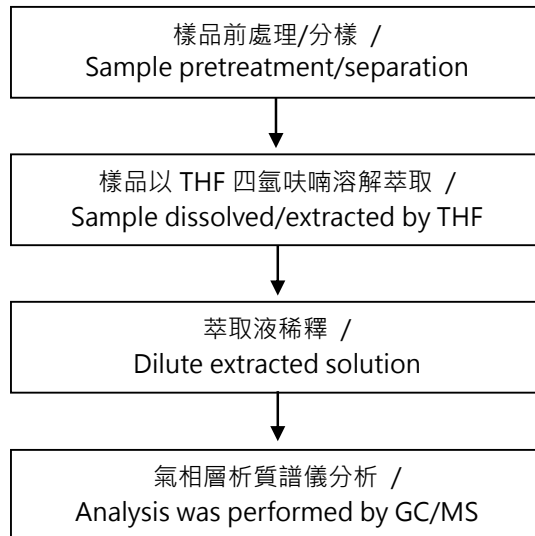 樣品前處理/分樣 /
Sample pretreatment/separation
樣品以 THF 四氫呋喃溶解萃取 /
Sample dissolved/extracted by THF
萃取液稀釋 /
Dilute extracted solution
氣相層析質譜儀分析 /
Analysis was performed by GC/MS